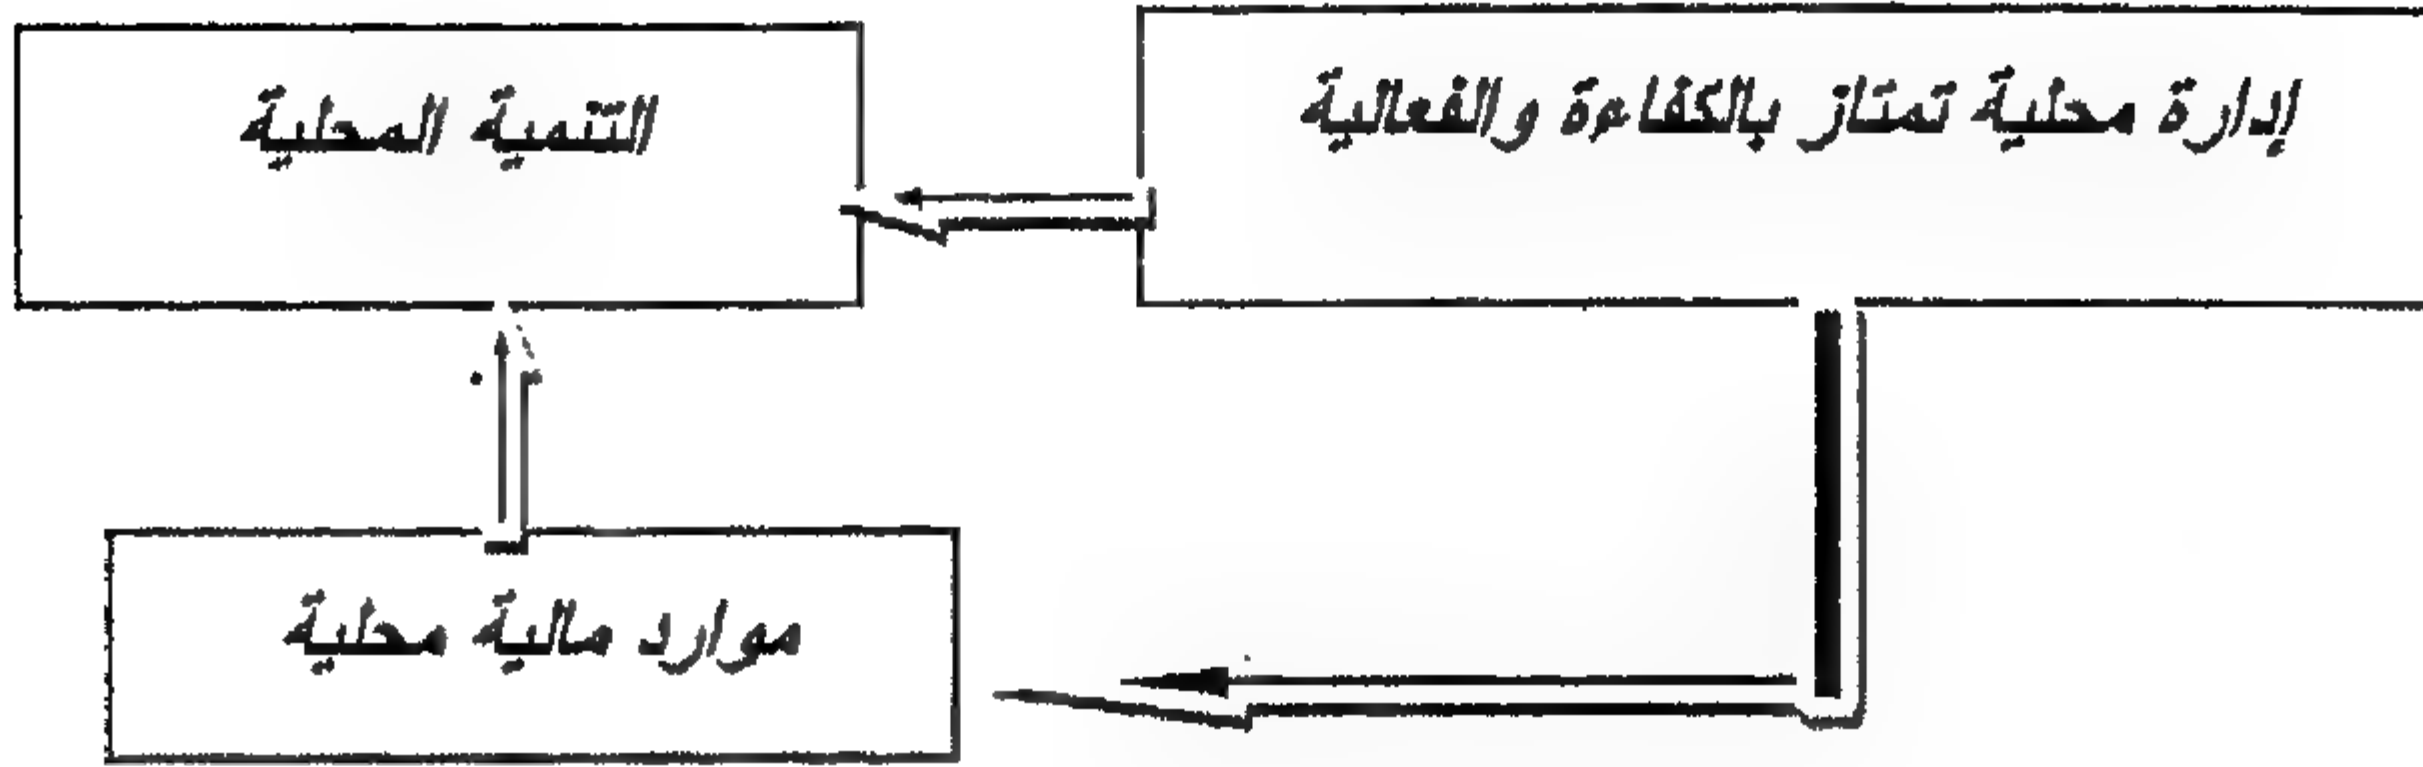 إدارة محلية تمتاز بالكفاءة والفعالية
التنمية المحلية
موارد مالية محلية